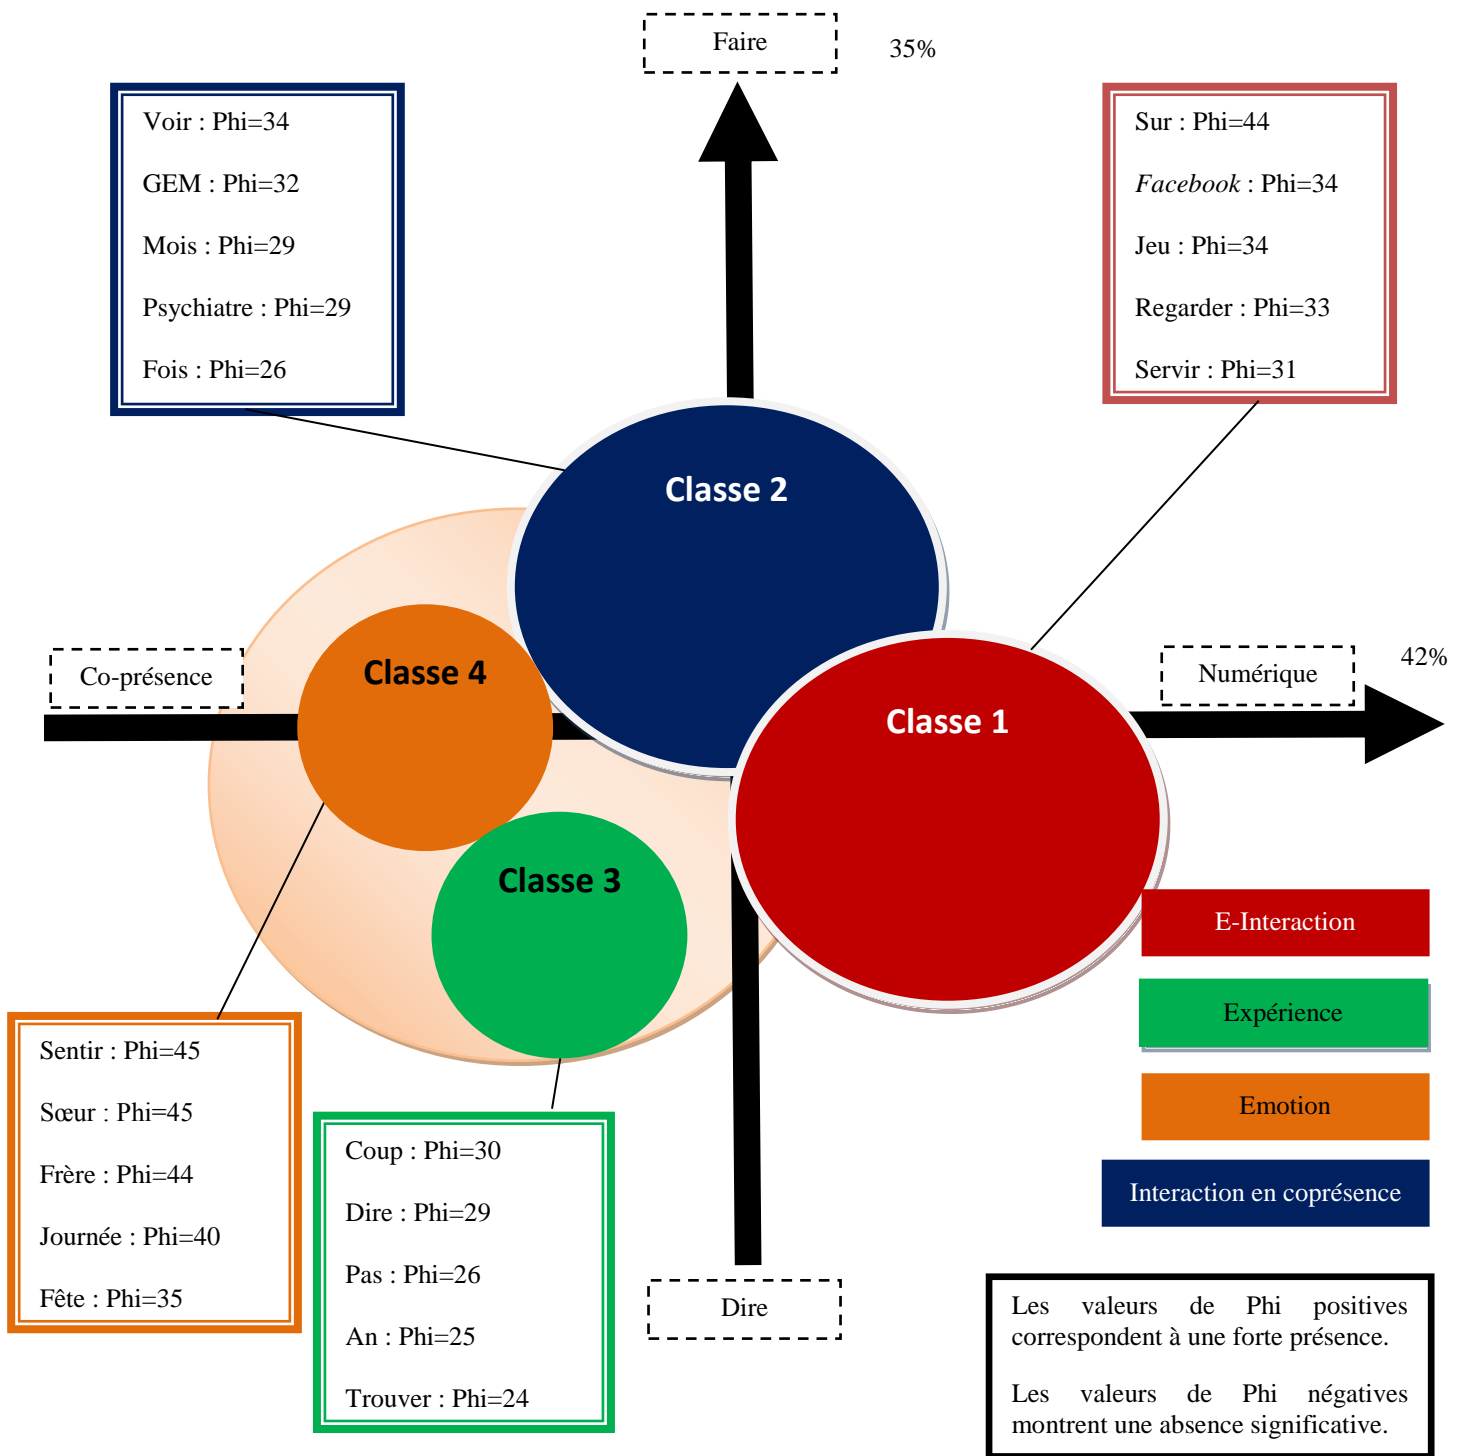 Faire
35%
Voir : Phi=34
GEM : Phi=32
Mois : Phi=29
Psychiatre : Phi=29
Fois : Phi=26
Sur : Phi=44
Facebook : Phi=34
Jeu : Phi=34
Regarder : Phi=33
Servir : Phi=31
Classe 2
Co-présence
Classe 4
Classe 1
Numérique
42%
Classe 3
E-Interaction
Expérience
Emotion
Interaction en coprésence
Sentir : Phi=45
Sœur : Phi=45
Frère : Phi=44
Journée : Phi=40
Fête : Phi=35
Coup : Phi=30
Dire : Phi=29
Pas : Phi=26
An : Phi=25
Trouver : Phi=24
Dire
Les valeurs de Phi positives
correspondent à une forte présence.
Les valeurs de Phi négatives
montrent une absence significative.